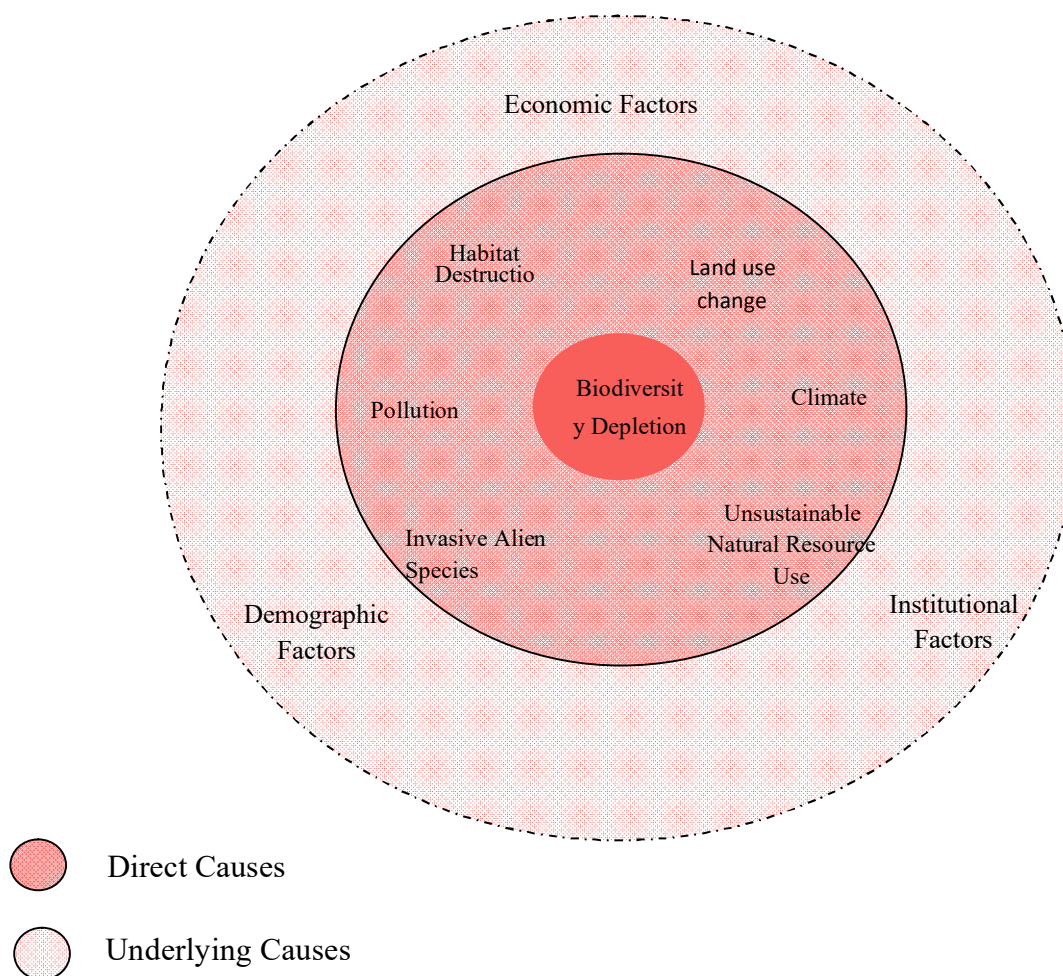 Economic Factors
Habitat
Destructio
Land use
change
Biodiversit
y Depletion
Pollution
Climate
Invasive Alien
Species
Unsustainable
Natural Resource
Use
Demographic
Factors
Institutional
Factors
Direct Causes
Underlying Causes